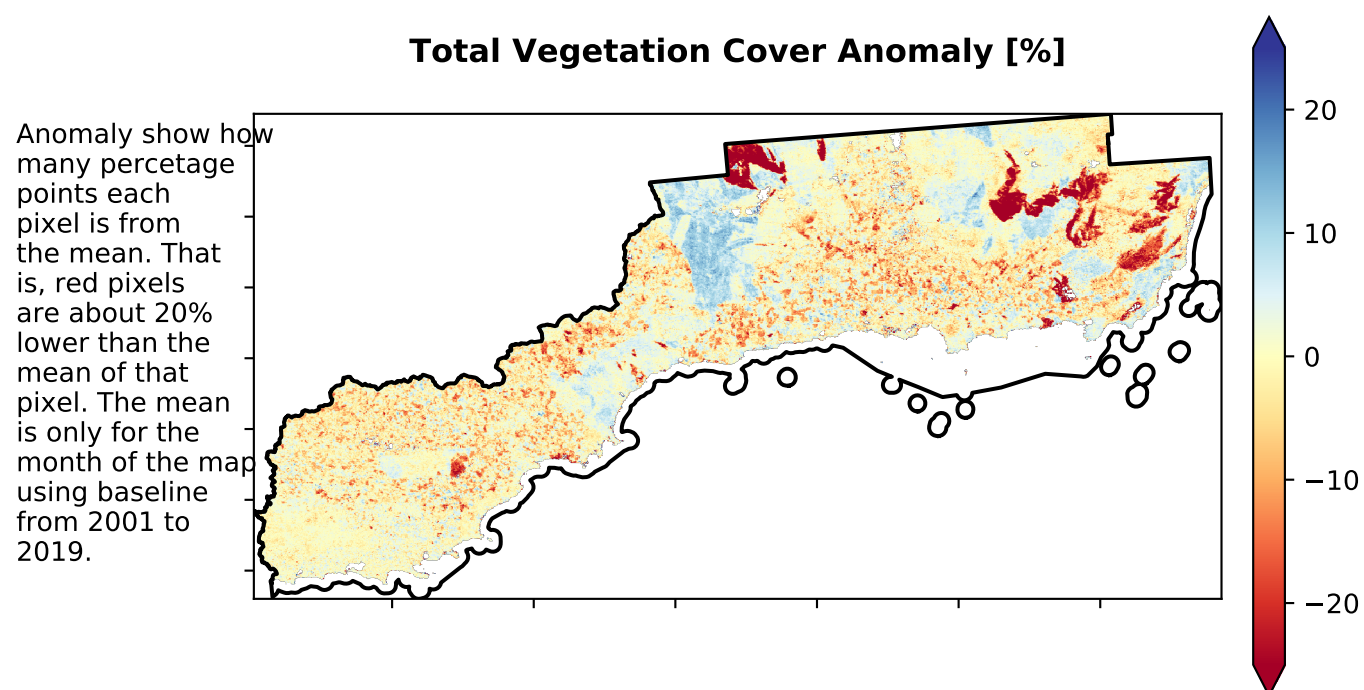 Total Vegetation Cover Anomaly [%]
Anomaly show how
many percetage
points each
pixel is from
the mean. That
is, red pixels
are about 20%
lower than the
mean of that
pixel. The mean
is only for the
month of the map
using baseline
from 2001 to
2019.
20
10
0
−10
−20